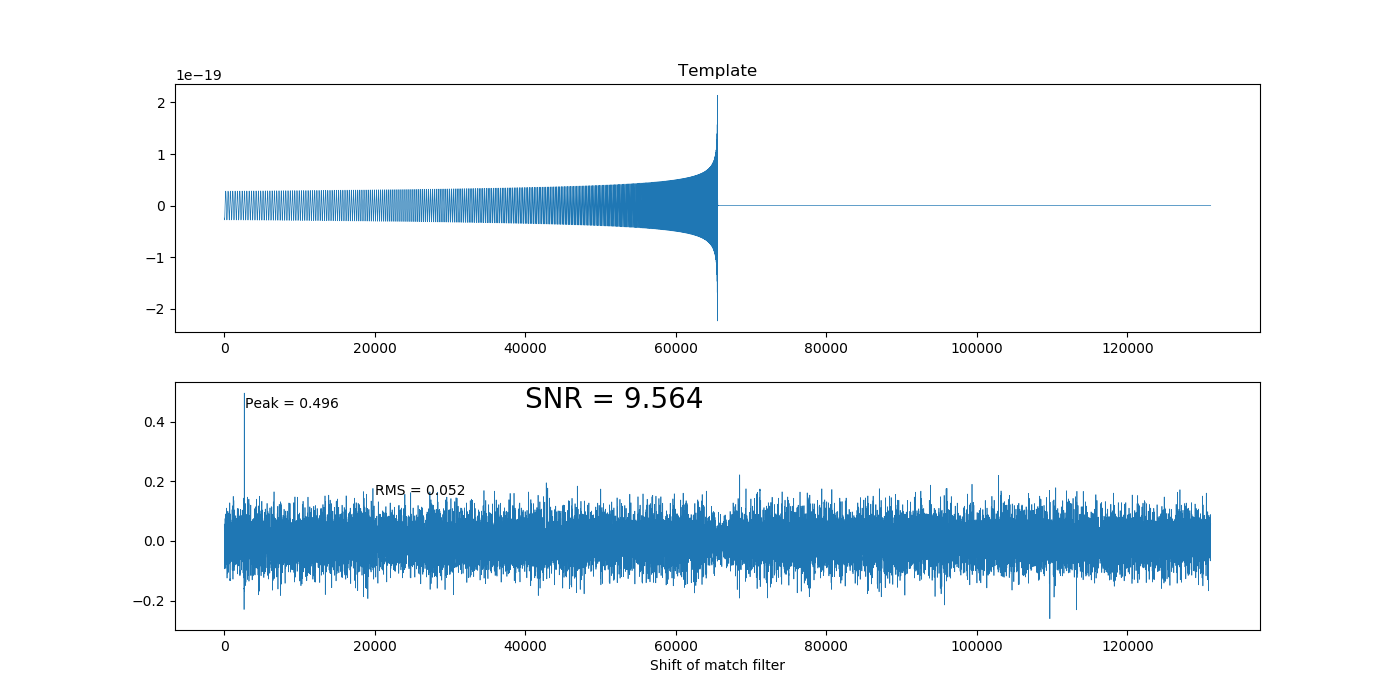 Template
1e−19
2
1
0
−1
−2
0 20000 40000 60000 80000 100000 120000
SNR = 9.564
Peak = 0.496
0.4
0.2
RMS = 0.052
0.0
−0.2
0 20000 40000 60000 80000 100000 120000
Shift of match filter